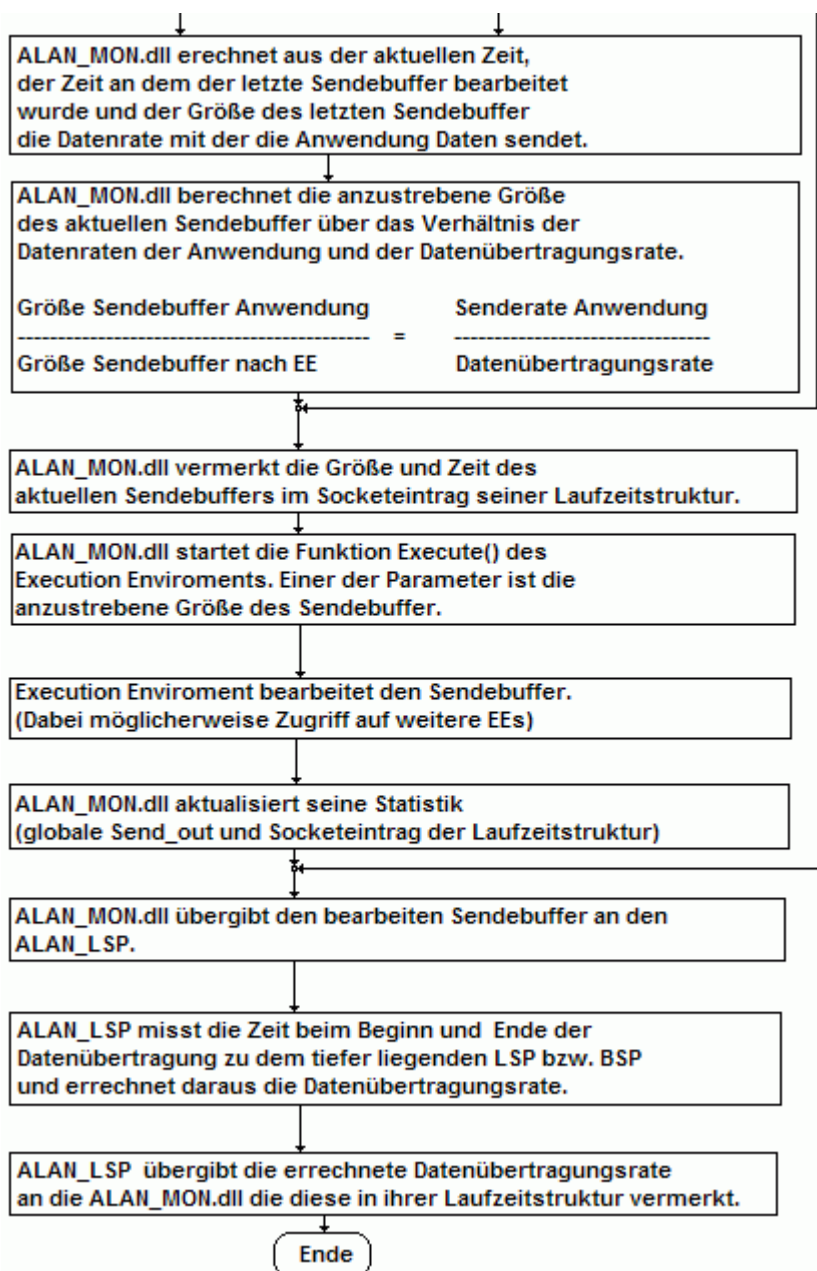 ALAN_MON.dll erechnet aus der aktuellen Zeit,
der Zeit an dem der letzte Sendebuffer bearbeitet
wurde und der Größe des letzten Sendebuffer
die Datenrate mit der die Anwendung Daten sendet.
ALAN_MON.dll berechnet die anzustrebene Größe
des aktuellen Sendebuffer über das Verhältnis der
Datenraten der Anwendung und der Datenübertragungsrate.
Größe Sendebuffer Anwendung Senderate Anwendung
-------------------------------------------- = --------------------------------
Größe Sendebuffer nach EE Datenübertragungsrate
ALAN_MON.dll vermerkt die Größe und Zeit des
aktuellen Sendebuffers im Socketeintrag seiner Laufzeitstruktur.
ALAN_MON.dll startet die Funktion Execute() des
Execution Enviroments. Einer der Parameter ist die
anzustrebene Größe des Sendebuffer.
Execution Enviroment bearbeitet den Sendebuffer.
(Dabei möglicherweise Zugriff auf weitere EEs)
ALAN_MON.dll aktualisiert seine Statistik
(globale Send_out und Socketeintrag der Laufzeitstruktur)
ALAN_MON.dll übergibt den bearbeiten Sendebuffer an den
ALAN_LSP.
ALAN_LSP misst die Zeit beim Beginn und Ende der
Datenübertragung zu dem tiefer liegenden LSP bzw. BSP
und errechnet daraus die Datenübertragungsrate.
ALAN_LSP übergibt die errechnete Datenübertragungsrate
an die ALAN_MON.dll die diese in ihrer Laufzeitstruktur vermerkt.
Ende